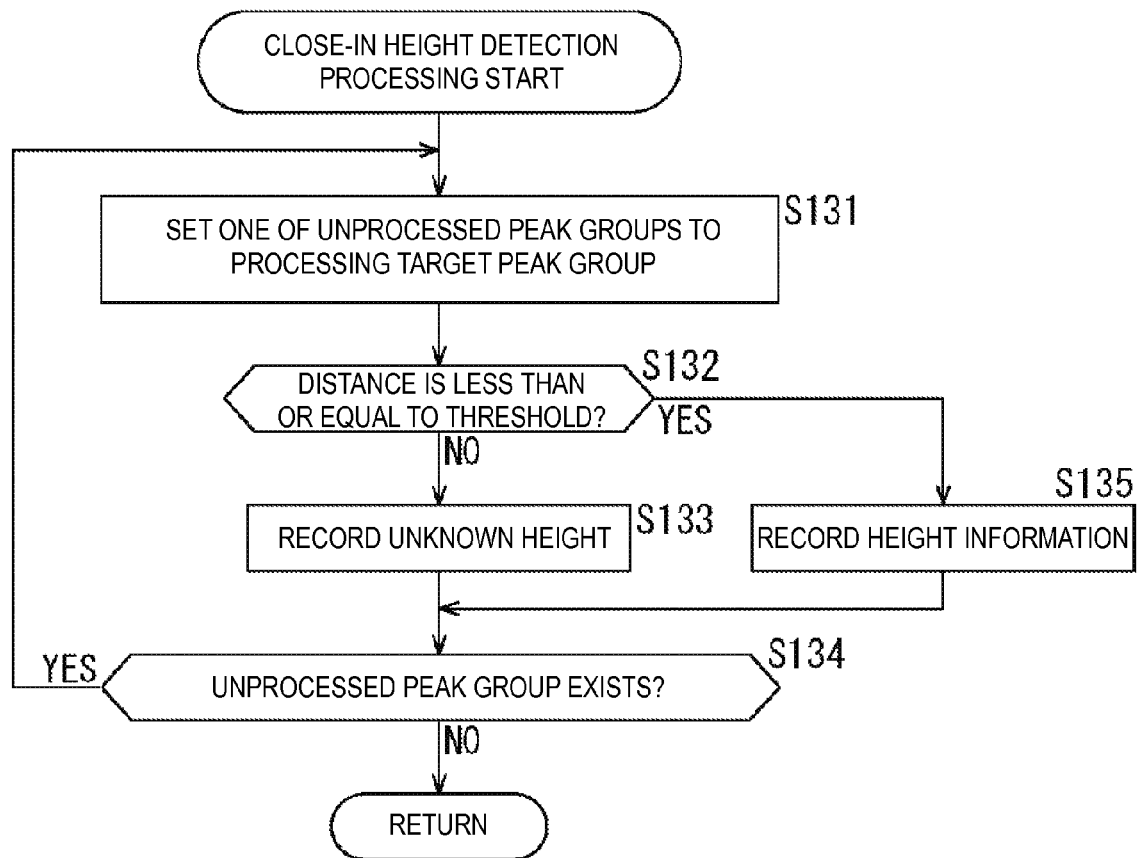 CLOSE-IN HEIGHT DETECTION
PROCESSING START
S131
SET ONE OF UNPROCESSED PEAK GROUPS TO
PROCESSING TARGET PEAK GROUP
S132
DISTANCE IS LESS THAN
OR EQUAL TO THRESHOLD?
YES
NO
S133
RECORD UNKNOWN HEIGHT
S135
RECORD HEIGHT INFORMATION
S134
YES
UNPROCESSED PEAK GROUP EXISTS?
NO
RETURN